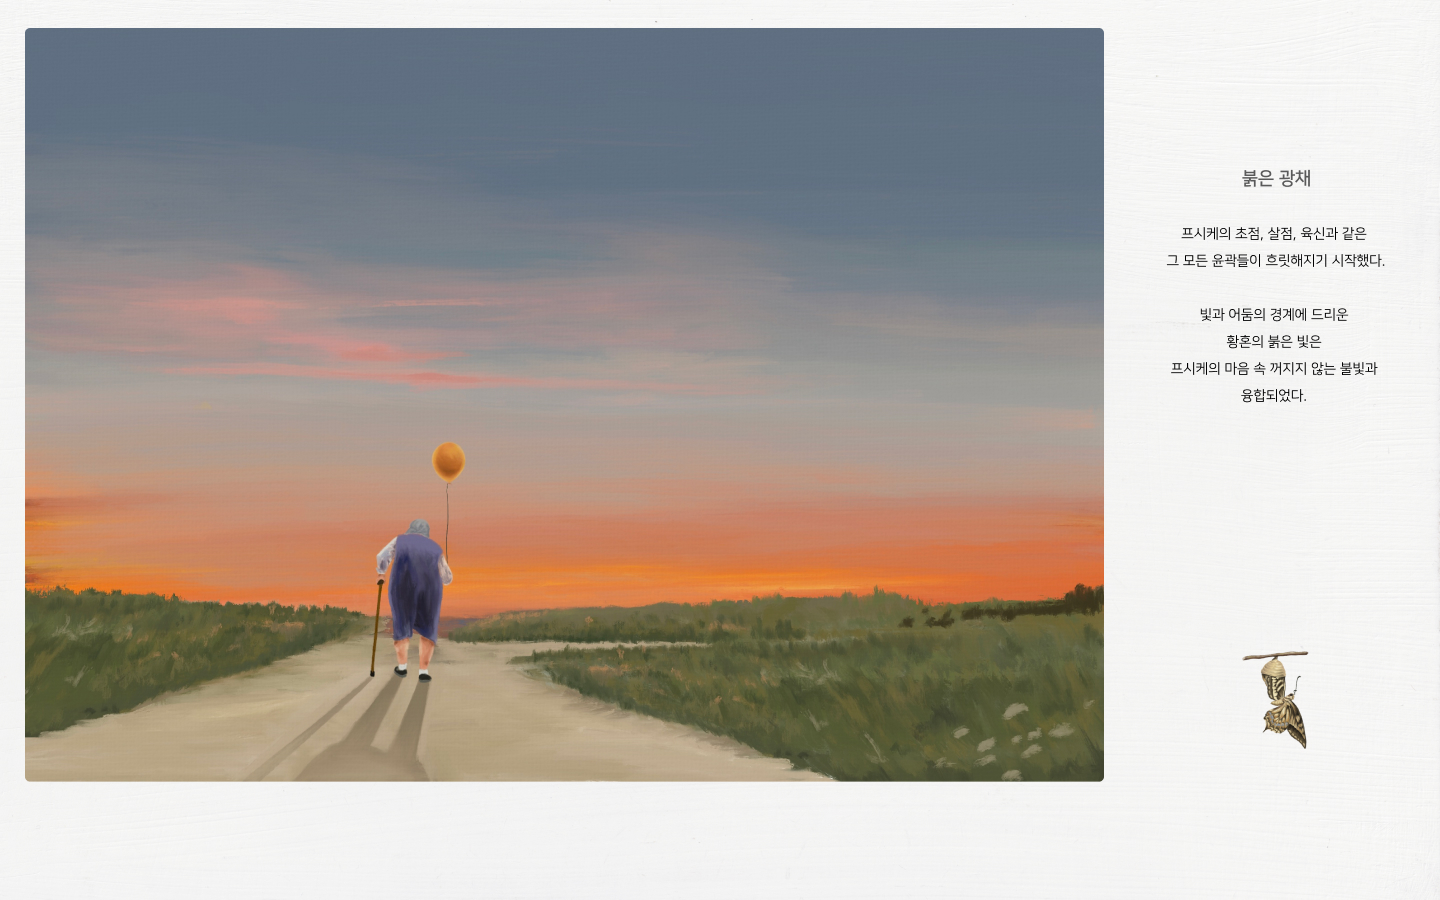 붉은 광채
프시케의 초점, 살점, 육신과 같은
그 모든 윤곽들이 흐릿해지기 시작했다.
빛과 어둠의 경계에 드리운
황혼의 붉은 빛은
프시케의 마음 속 꺼지지 않는 불빛과
융합되었다.